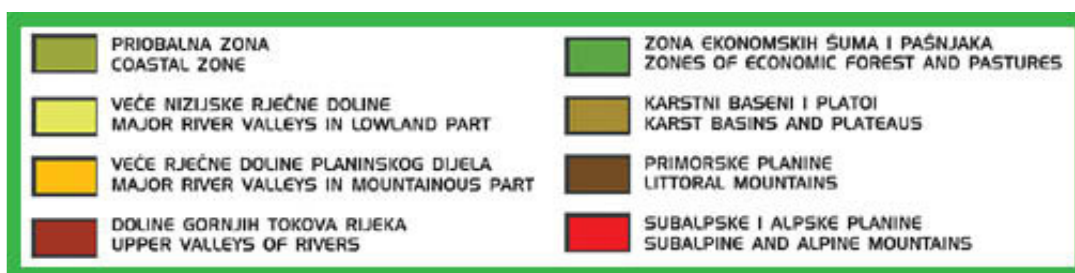 PRIOBALNA ZONA
COASTAL ZONE
VEĆE NIZIJSKE RJEČNE DOLINE
MAJOR RIVER VALLEYS IN LOWLAND PART
VEĆE RJEČNE DOLINE PLANINSKOG DIJELA
MAJOR RIVER VALLEYS IN MOUNTAINOUS PART
DOLINE GORNJIH TOKOVA RIJEKA
UPPER VALLEYS OF RIVERS
ZONA EKONOMSKIH ŠUMA I PAŠNJAKA
ZONES OF ECONOMIC FOREST AND PASTURES
KARSTNI BASENI I PLATOI
KARST BASINS AND PLATEAUS
PRIMORSKE PLANINE
LITTORAL MOUNTAINS
SUBALPSKE I ALPSKE PLANINE
SUBALPINE AND ALPINE MOUNTAINS